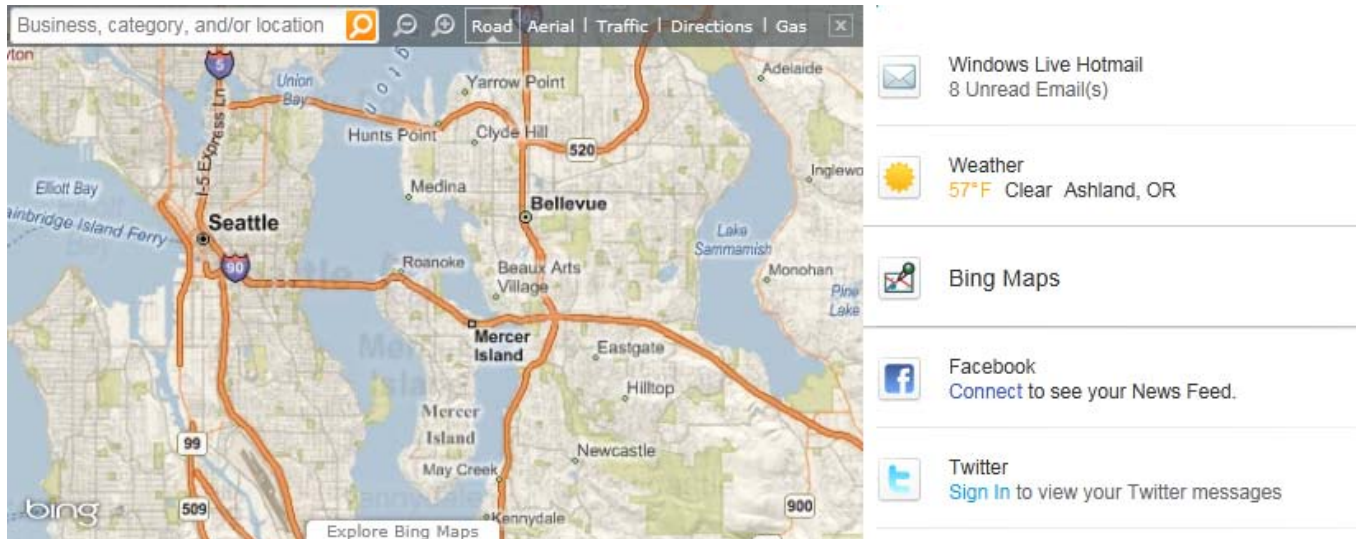 Business, category, and/or location
Road Aerial | Traffic | Directions | Gas
yton
5
Union
Bay
I-5 Express Ln
Yarrow Point
Adelaide
Hunts Point
Clyde Hill
520
Inglewo
Elliott Bay
Medina
Bellevue
ainbridge Island Ferry
Seattle
Lake
Sammamish
90
Roanoke
Beaux Arts
Village
Monohan
Pine
Lake
Mercer
Island
Eastgate
Hilltop
Mercer
Island
99
Newcastle
May Creek
bing
509
Kennydale
900
Explore Bing Maps
Windows Live Hotmail
8 Unread Email(s)
Weather
57°F Clear Ashland, OR
Bing Maps
Facebook
Connect to see your News Feed.
Twitter
Sign In to view your Twitter messages